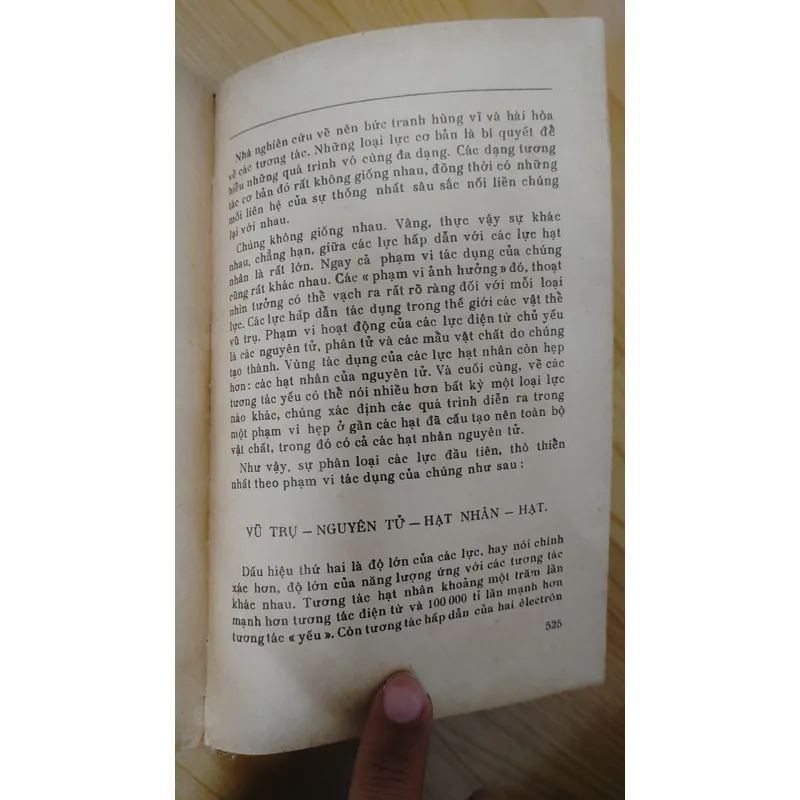 Nhà nghiên cứu vẽ nên bức tranh hùng vĩ và hài hòa
về các tương tác. Những loại lực cơ bản là bí quyết để
hiểu những quá trình vô cùng đa dạng. Các dạng tương
tác cơ bản đó rất không giống nhau, đồng thời có những
mối liên hệ của sự thống nhất sâu sắc nối liền chúng
lại với nhau.
Chúng không giống nhau. Vâng, thực vậy sự khác
nhau, chẳng hạn, giữa các lực hấp dẫn với các lực hạt
nhân là rất lớn. Ngay cả phạm vi tác dụng của chúng
cũng rất khác nhau. Các « phạm vi ảnh hưởng » đó, thoạt
nhìn tưởng có thể vạch ra rất rõ ràng đối với mỗi loại
lực. Các lực hấp dẫn tác dụng trong thế giới các vật thể
vũ trụ. Phạm vi hoạt động của các lực điện từ chủ yếu
là các nguyên tử, phân tử và các mẩu vật chất do chúng
tạo thành. Vùng tác dụng của các lực hạt nhân còn hẹp
hơn : các hạt nhân của nguyên tử. Và cuối cùng, về các
tương tác yếu có thể nói nhiều hơn bất kỳ một loại lực
nào khác, chúng xác định các quá trình diễn ra trong
một phạm vi hẹp ở gần các hạt đã cấu tạo nên toàn bộ
vật chất, trong đó có cả các hạt nhân nguyên tử.
Như vậy, sự phân loại các lực đầu tiên, thô thiển
nhất theo phạm vi tác dụng của chúng như sau :
VŨ TRỤ – NGUYÊN TỬ – HẠT NHÂN – HẠT.
Dấu hiệu thứ hai là độ lớn của các lực, hay nói chính
xác hơn, độ lớn của năng lượng ứng với các tương tác
khác nhau. Tương tác hạt nhân khoảng một trăm lần
mạnh hơn tương tác điện từ và 100 000 tỉ lần mạnh hơn
tương tác « yếu ». Còn tương tác hấp dẫn của hai électrôn
525